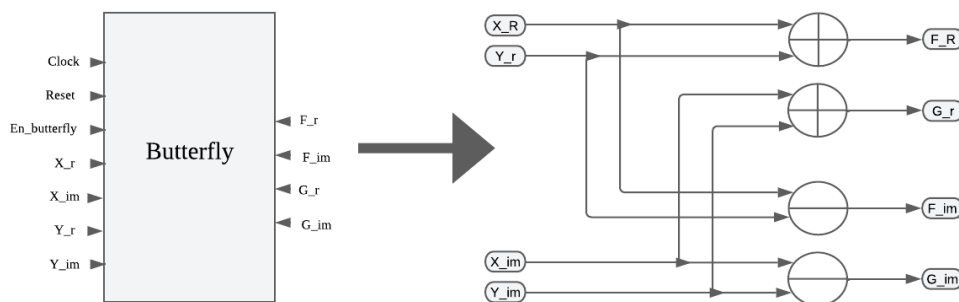 Clock
Reset
En_butterfly
X_r
X_im
Y_r
Y_im
Butterfly
F_r
F_im
G_r
G_im
X_R
Y_r
X_im
Y_im
F_R
G_r
F_im
G_im